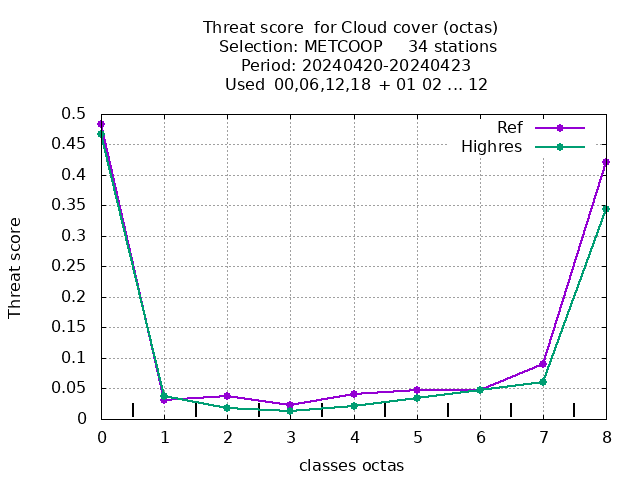 Threat score  for Cloud cover (octas)
Selection: METCOOP     34 stations
Period: 20240420-20240423
Used  00,06,12,18 + 01 02 ... 12
Ref
Highres
0.5
0.45
0.4
0.35
0.3
0.25
0.2
0.15
0.1
0.05
0
Threat score
0 1 2 3 4 5 6 7 8
classes octas